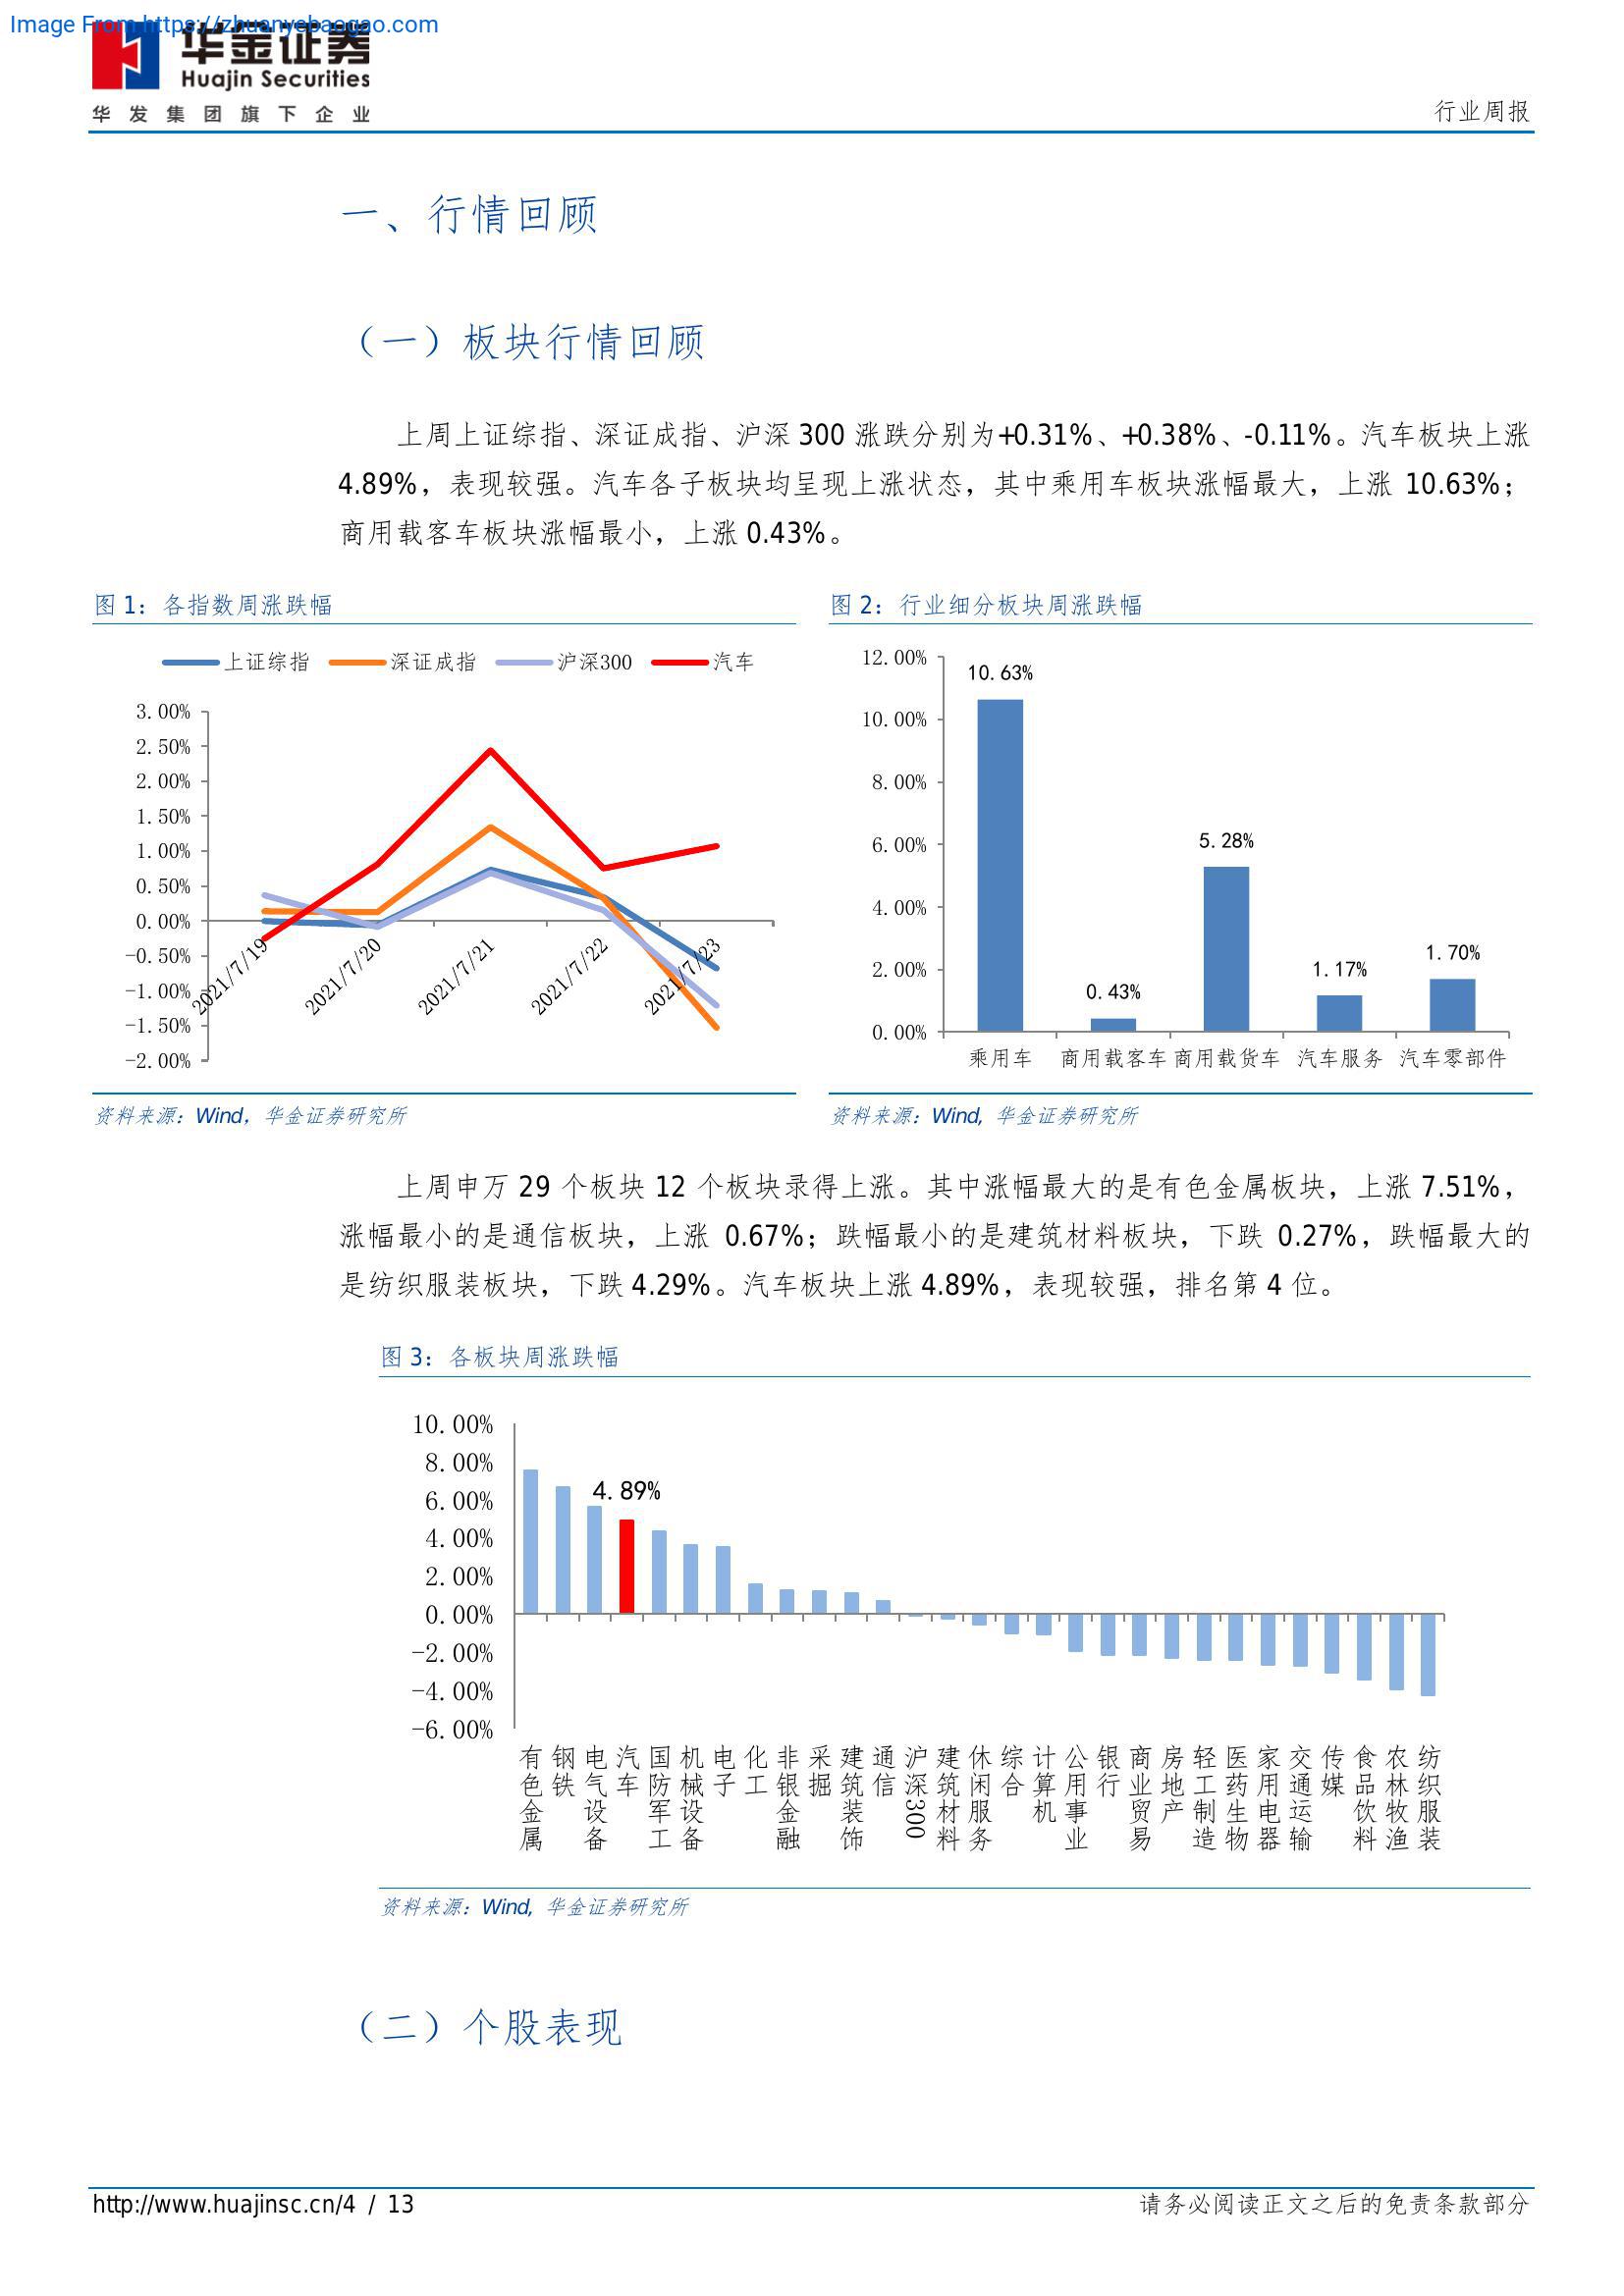 Image From https://zhuanyebaogao.com
华金证券
Huajin Securities
华发集团旗下企业
行业周报
一、行情回顾
（一）板块行情回顾
上周上证综指、深证成指、沪深 300 涨跌分别为+0.31%、+0.38%、-0.11%。汽车板块上涨
4.89%，表现较强。汽车各子板块均呈现上涨状态，其中乘用车板块涨幅最大，上涨 10.63%；
商用载客车板块涨幅最小，上涨 0.43%。
图 1：各指数周涨跌幅
上证综指 深证成指 沪深300 汽车
3.00%
2.50%
2.00%
1.50%
1.00%
0.50%
0.00%
-0.50%
-1.00%
-1.50%
-2.00%
2021/7/19 2021/7/20 2021/7/21 2021/7/22 2021/7/23
资料来源：Wind，华金证券研究所
图 2：行业细分板块周涨跌幅
12.00%
10.00%
8.00%
6.00%
4.00%
2.00%
0.00%
10.63% 0.43% 5.28% 1.17% 1.70%
乘用车 商用载客车 商用载货车 汽车服务 汽车零部件
资料来源：Wind, 华金证券研究所
上周申万 29 个板块 12 个板块录得上涨。其中涨幅最大的是有色金属板块，上涨 7.51%，
涨幅最小的是通信板块，上涨 0.67%；跌幅最小的是建筑材料板块，下跌 0.27%，跌幅最大的
是纺织服装板块，下跌 4.29%。汽车板块上涨 4.89%，表现较强，排名第 4 位。
图 3：各板块周涨跌幅
10.00%
8.00%
6.00%
4.00%
2.00%
0.00%
-2.00%
-4.00%
-6.00%
4.89%
有色金属 钢铁 电气设备 汽车 国防军工 机械设备 电子 化工 非银金融 采掘 建筑装饰 通信 沪深300 建筑材料 休闲服务 综合 计算机 公用事业 银行 商业贸易 房地产 轻工制造 医药生物 家用电器 交通运输 传媒 食品饮料 农林牧渔 纺织服装
资料来源：Wind, 华金证券研究所
（二）个股表现
http://www.huajinsc.cn/4 / 13
请务必阅读正文之后的免责条款部分